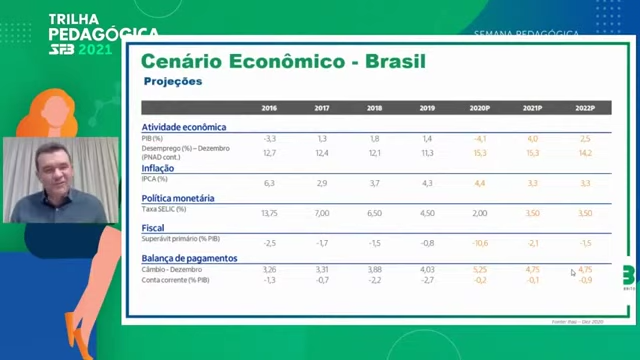 TRILHA
PEDAGÓGICA
SEB 2021
SEMANA PEDAGÓGICA
Cenário Econômico - Brasil
Projeções
2016 2017 2018 2019 2020P 2021P 2022P
Atividade econômica
PIB (%) -3,3 1,3 1,8 1,4 -4,1 4,0 2,5
Desemprego (%) – Dezembro
(PNAD cont.) 12,7 12,4 12,1 11,3 15,3 15,3 14,2
Inflação
IPCA (%) 6,3 2,9 3,7 4,3 4,4 3,3 3,3
Política monetária
Taxa SELIC (%) 13,75 7,00 6,50 4,50 2,00 3,50 3,50
Fiscal
Superávit primário (% PIB) -2,5 -1,7 -1,5 -0,8 -10,6 -2,1 -1,5
Balança de pagamentos
Câmbio - Dezembro 3,26 3,31 3,88 4,03 5,25 4,75 4,75
Conta corrente (% PIB) -1,3 -0,7 -2,2 -2,7 -0,2 -0,1 -0,9